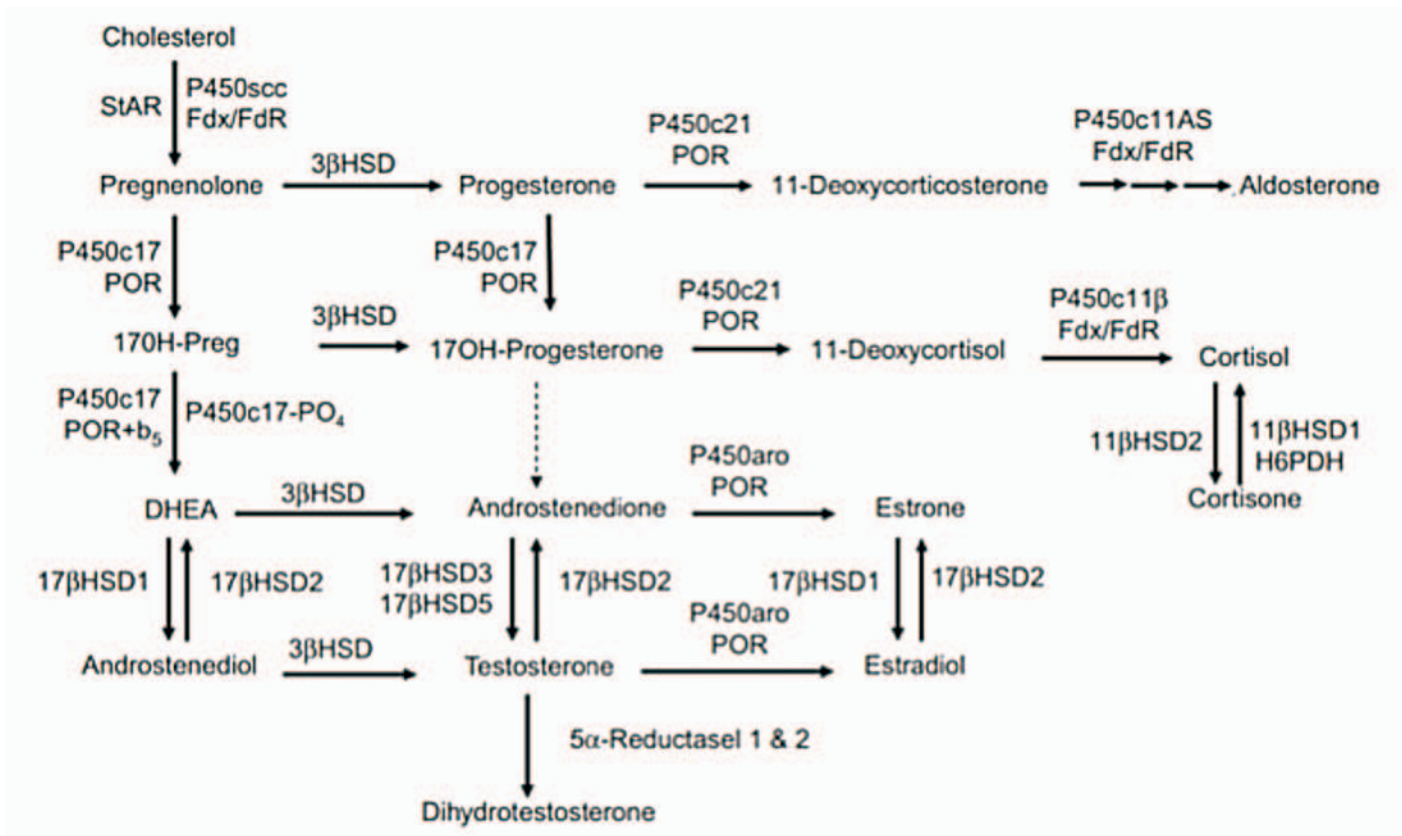 Cholesterol
StAR
P450scc
Fdx/FdR
Pregnenolone
3βHSD
Progesterone
P450c21
POR
11-Deoxycorticosterone
P450c11AS
Fdx/FdR
Aldosterone
P450c17
POR
P450c17
POR
170H-Preg
3βHSD
17OH-Progesterone
P450c21
POR
11-Deoxycortisol
P450c11β
Fdx/FdR
Cortisol
P450c17
POR+b5
P450c17-PO4
11βHSD2
11βHSD1
H6PDH
Cortisone
DHEA
3βHSD
Androstenedione
P450aro
POR
Estrone
17βHSD1
17βHSD2
17βHSD3
17βHSD5
17βHSD2
17βHSD1
17βHSD2
Androstenediol
3βHSD
Testosterone
P450aro
POR
Estradiol
5α-Reductasel 1 & 2
Dihydrotestosterone